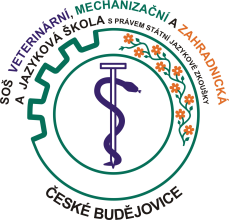 SOŠ VETERINÁRNÍ, MECHANIZAČNÍ A ZAHRADNICKÁ
A JAZYKOVÁ ŠKOLA S PRÁVEM STÁTNÍ JAZYKOVÉ ZKOUŠKY
ČESKÉ BUDĚJOVICE